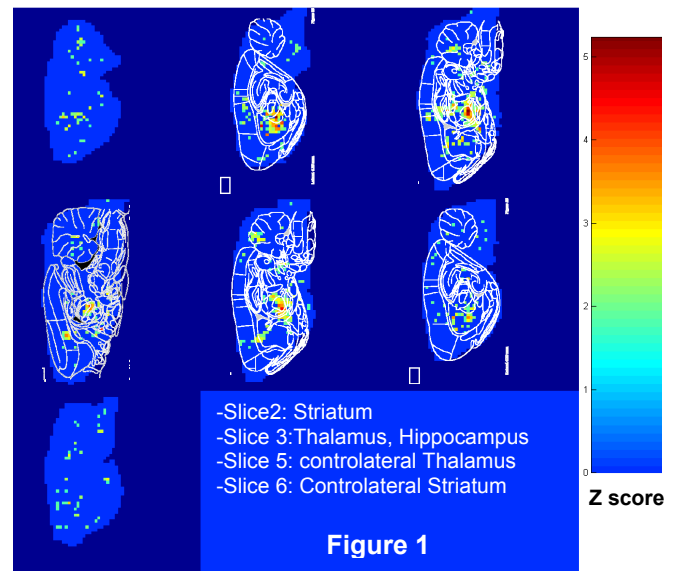 5
4
3
2
1
0
Z score
-Slice2: Striatum
-Slice 3:Thalamus, Hippocampus
-Slice 5: controlateral Thalamus
-Slice 6: Controlateral Striatum
Figure 1